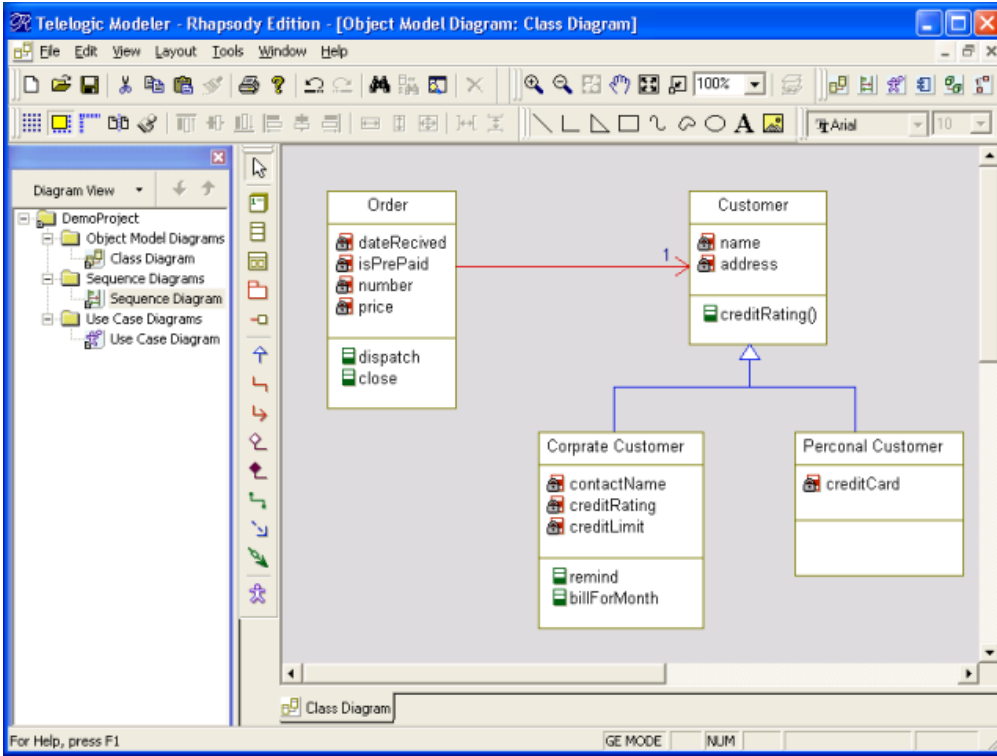 Telelogic Modeler - Rhapsody Edition - [Object Model Diagram: Class Diagram]
File Edit View Layout Tools Window Help
100%
Arial 10
Diagram View
DemoProject
Object Model Diagrams
Class Diagram
Sequence Diagrams
Sequence Diagram
Use Case Diagrams
Use Case Diagram
Order
dateRecived
isPrePaid
number
price
dispatch
close
1
Customer
name
address
creditRating()
Corprate Customer
contactName
creditRating
creditLimit
remind
billForMonth
Perconal Customer
creditCard
Class Diagram
For Help, press F1
GE MODE
NUM